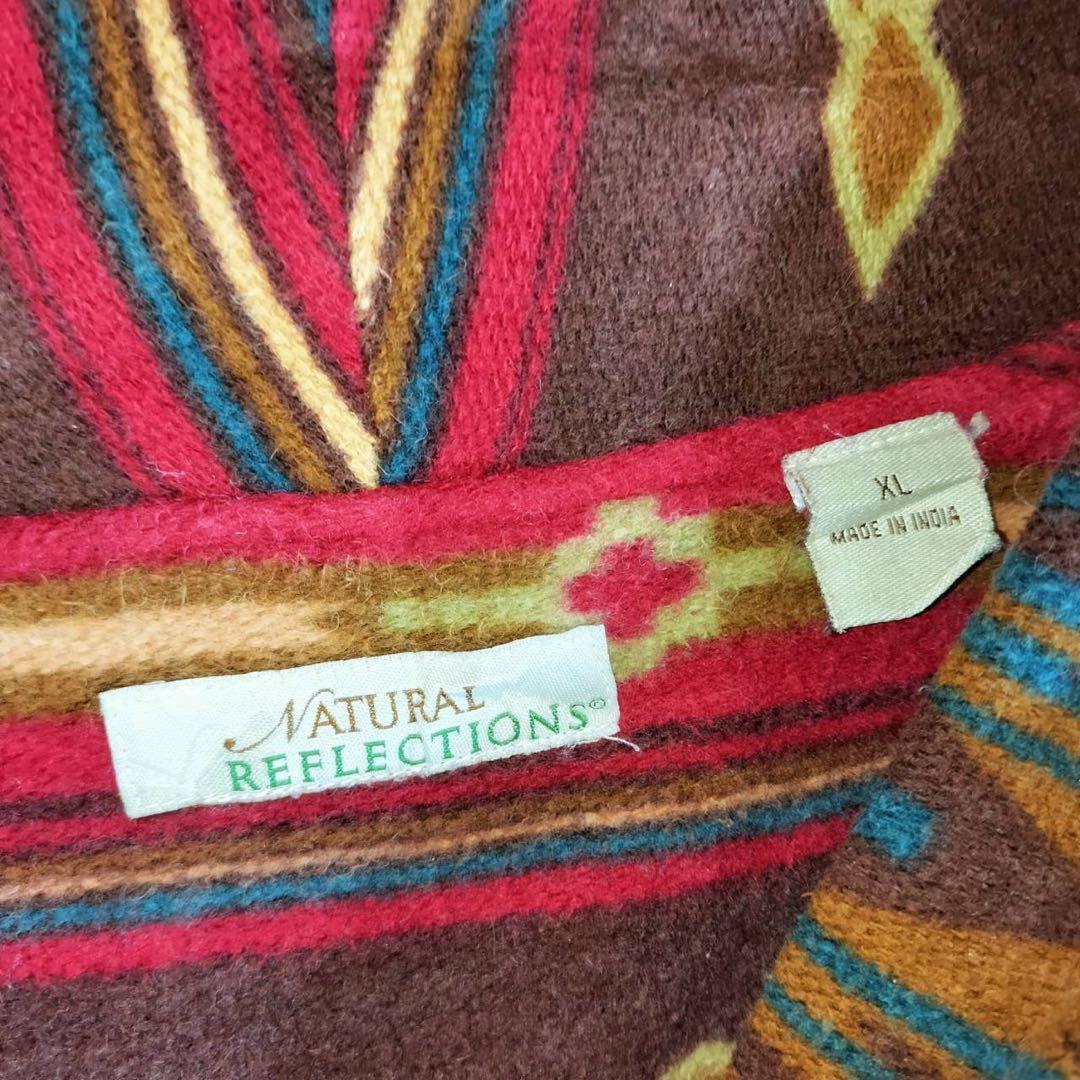 NATURAL
REFLECTIONS©
XL
MADE IN INDIA